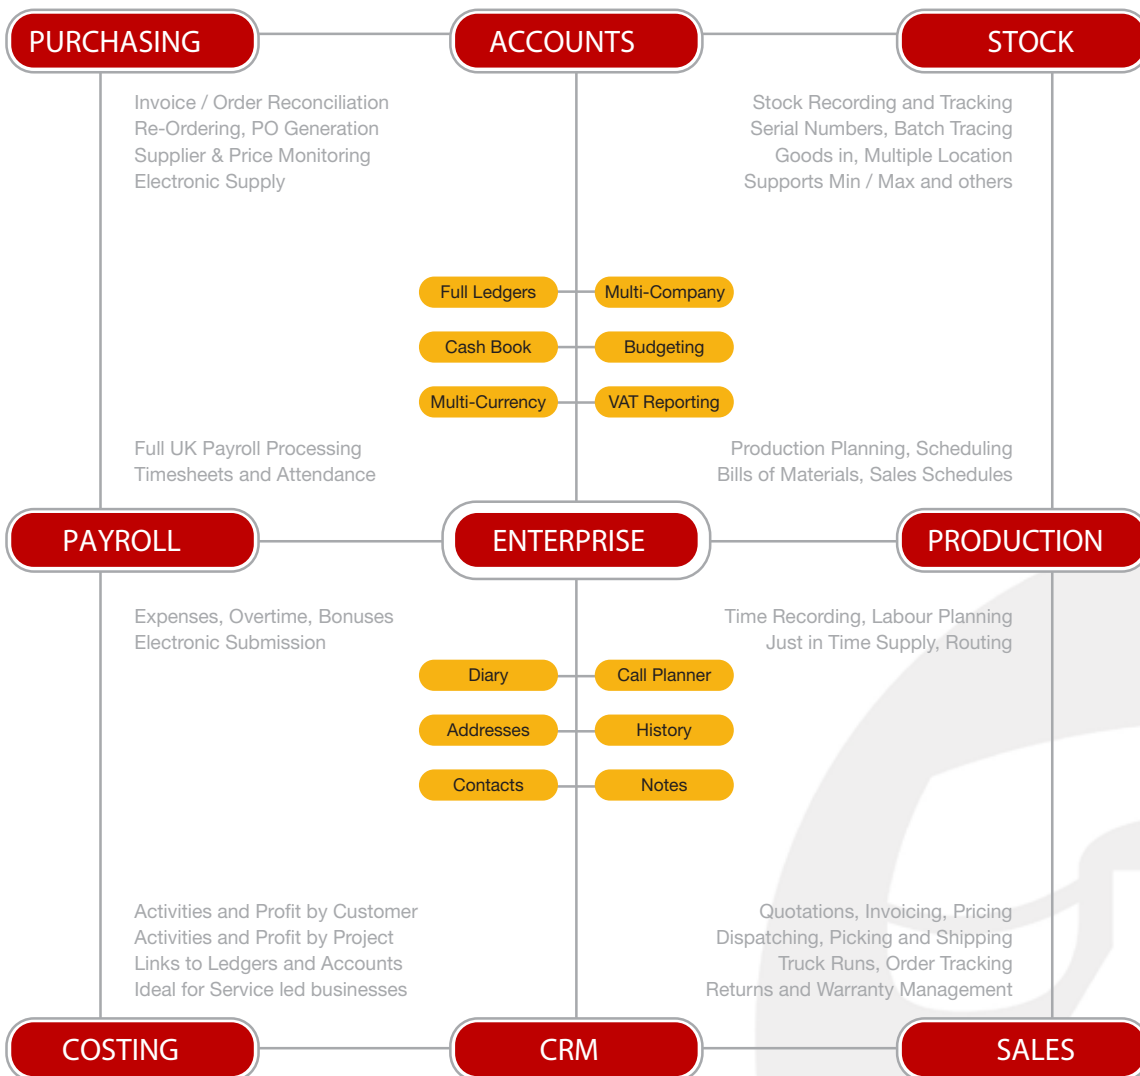 PURCHASING
ACCOUNTS
STOCK
Invoice / Order Reconciliation
Re-Ordering, PO Generation
Supplier & Price Monitoring
Electronic Supply
Stock Recording and Tracking
Serial Numbers, Batch Tracing
Goods in, Multiple Location
Supports Min / Max and others
Full Ledgers
Multi-Company
Cash Book
Budgeting
Multi-Currency
VAT Reporting
Full UK Payroll Processing
Timesheets and Attendance
Production Planning, Scheduling
Bills of Materials, Sales Schedules
PAYROLL
ENTERPRISE
PRODUCTION
Expenses, Overtime, Bonuses
Electronic Submission
Time Recording, Labour Planning
Just in Time Supply, Routing
Diary
Call Planner
Addresses
History
Contacts
Notes
Activities and Profit by Customer
Activities and Profit by Project
Links to Ledgers and Accounts
Ideal for Service led businesses
Quotations, Invoicing, Pricing
Dispatching, Picking and Shipping
Truck Runs, Order Tracking
Returns and Warranty Management
COSTING
CRM
SALES